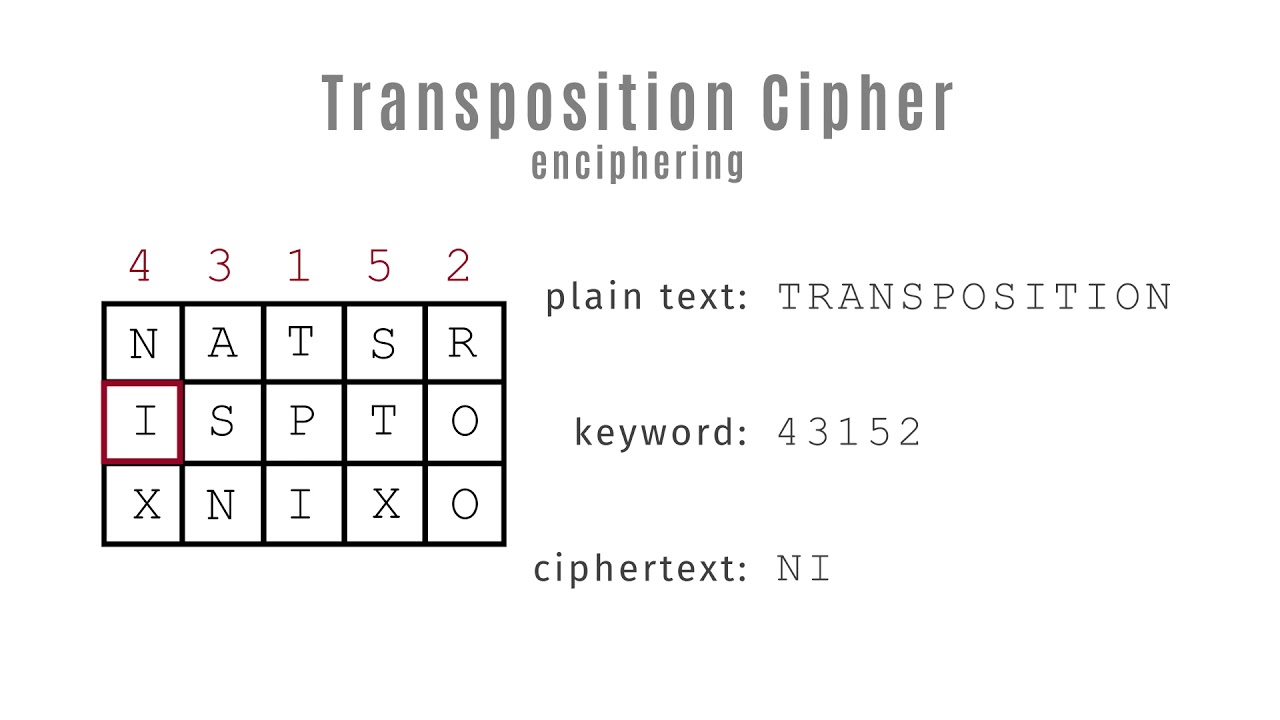 Transposition Cipher
enciphering
4 3 1 5 2
N A T S R
I S P T O
X N I X O
plain text: TRANSPOSITION
keyword: 43152
ciphertext: NI